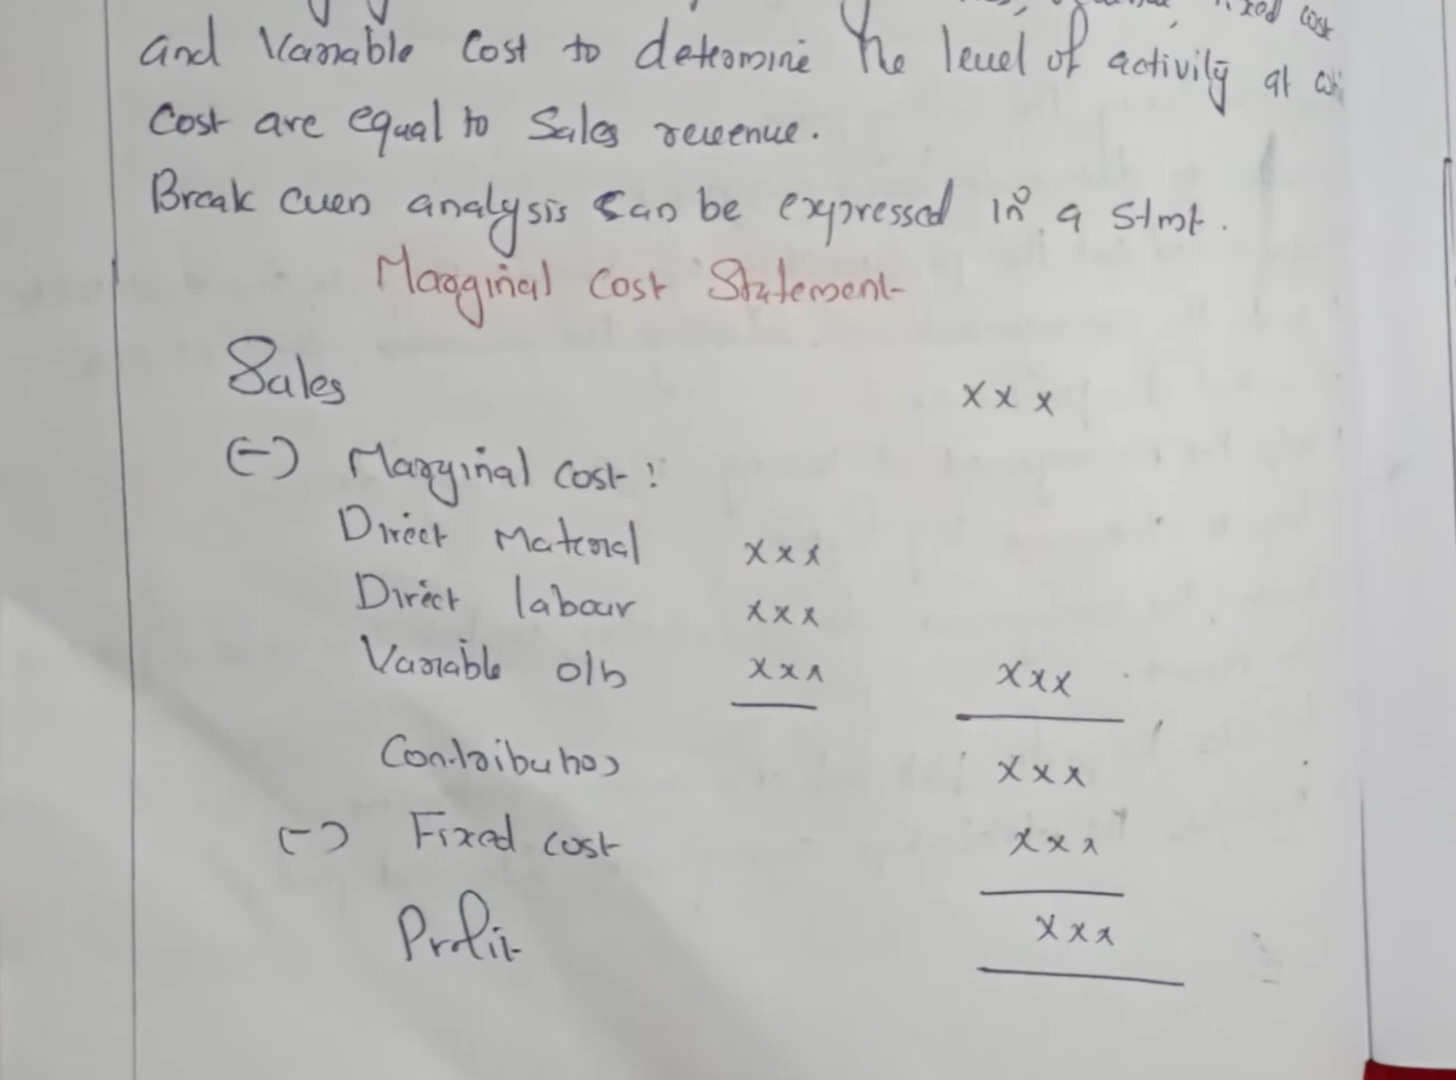 fixed cost
and Variable Cost to determine the level of activity at
Cost are equal to Sales revenue.
Break even analysis can be expressed in a stmt.
Marginal Cost Statement
Sales xxx
(-) Marginal Cost:
Direct Material xxx
Direct labour xxx
Variable o/h xxx xxx
Contribution xxx
(-) Fixed cost xxx
Profit xxx